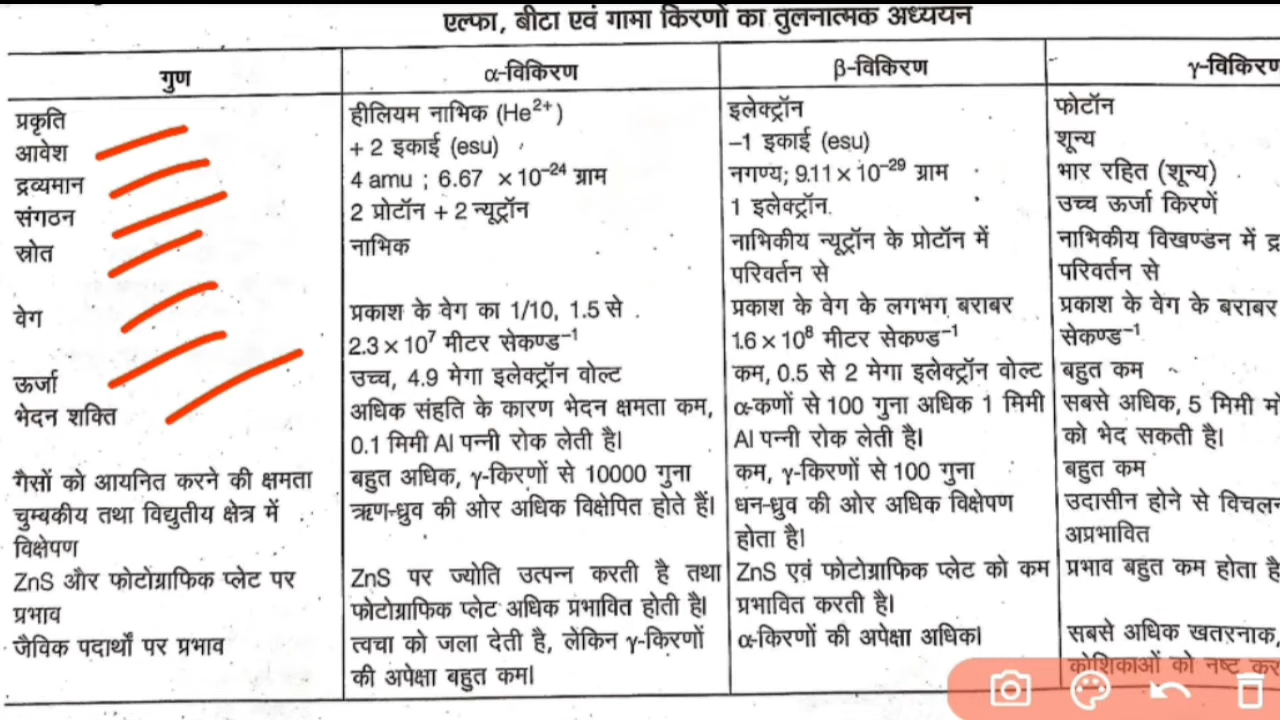 एल्फा, बीटा एवं गामा किरणों का तुलनात्मक अध्ययन
गुण α-विकिरण β-विकिरण γ-विकिरण
प्रकृति हीलियम नाभिक (He²⁺) इलेक्ट्रॉन फोटॉन
आवेश + 2 इकाई (esu) –1 इकाई (esu) शून्य
द्रव्यमान 4 amu ; 6.67 × 10⁻²⁴ ग्राम नगण्य; 9.11 × 10⁻²⁹ ग्राम भार रहित (शून्य)
संगठन 2 प्रोटॉन + 2 न्यूट्रॉन 1 इलेक्ट्रॉन. उच्च ऊर्जा किरणें
स्रोत नाभिक नाभिकीय न्यूट्रॉन के प्रोटॉन में नाभिकीय विखण्डन में
परिवर्तन से परिवर्तन से
वेग प्रकाश के वेग का 1/10, 1.5 से प्रकाश के वेग के लगभग बराबर प्रकाश के वेग के बराबर
2.3 × 10⁷ मीटर सेकण्ड⁻¹ 1.6 × 10⁸ मीटर सेकण्ड⁻¹ सेकण्ड⁻¹
ऊर्जा उच्च, 4.9 मेगा इलेक्ट्रॉन वोल्ट कम, 0.5 से 2 मेगा इलेक्ट्रॉन वोल्ट बहुत कम
भेदन शक्ति अधिक संहति के कारण भेदन क्षमता कम, α-कणों से 100 गुना अधिक 1 मिमी सबसे अधिक, 5 मिमी
0.1 मिमी Al पन्नी रोक लेती है। Al पन्नी रोक लेती है। को भेद सकती है।
गैसों को आयनित करने की क्षमता बहुत अधिक, γ-किरणों से 10000 गुना कम, γ-किरणों से 100 गुना बहुत कम
चुम्बकीय तथा विद्युतीय क्षेत्र में ऋण-ध्रुव की ओर अधिक विक्षेपित होते हैं। धन-ध्रुव की ओर अधिक विक्षेपण उदासीन होने से विचलन
विक्षेपण होता है। अप्रभावित
ZnS और फोटोग्राफिक प्लेट पर ZnS पर ज्योति उत्पन्न करती है तथा ZnS एवं फोटोग्राफिक प्लेट को कम प्रभाव बहुत कम होता है
प्रभाव फोटोग्राफिक प्लेट अधिक प्रभावित होती है। प्रभावित करती है।
जैविक पदार्थों पर प्रभाव त्वचा को जला देती है, लेकिन γ-किरणों α-किरणों की अपेक्षा अधिक। सबसे अधिक खतरनाक,
की अपेक्षा बहुत कम। कोशिकाओं को नष्ट कर